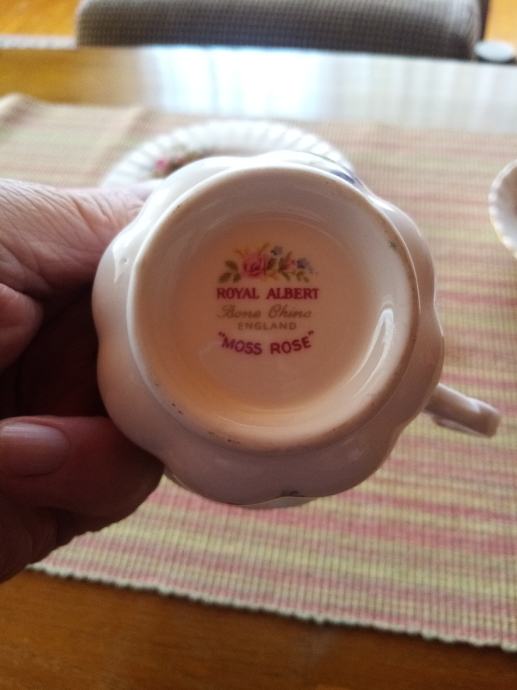 ROYAL ALBERT
Bone China
ENGLAND
"MOSS ROSE"